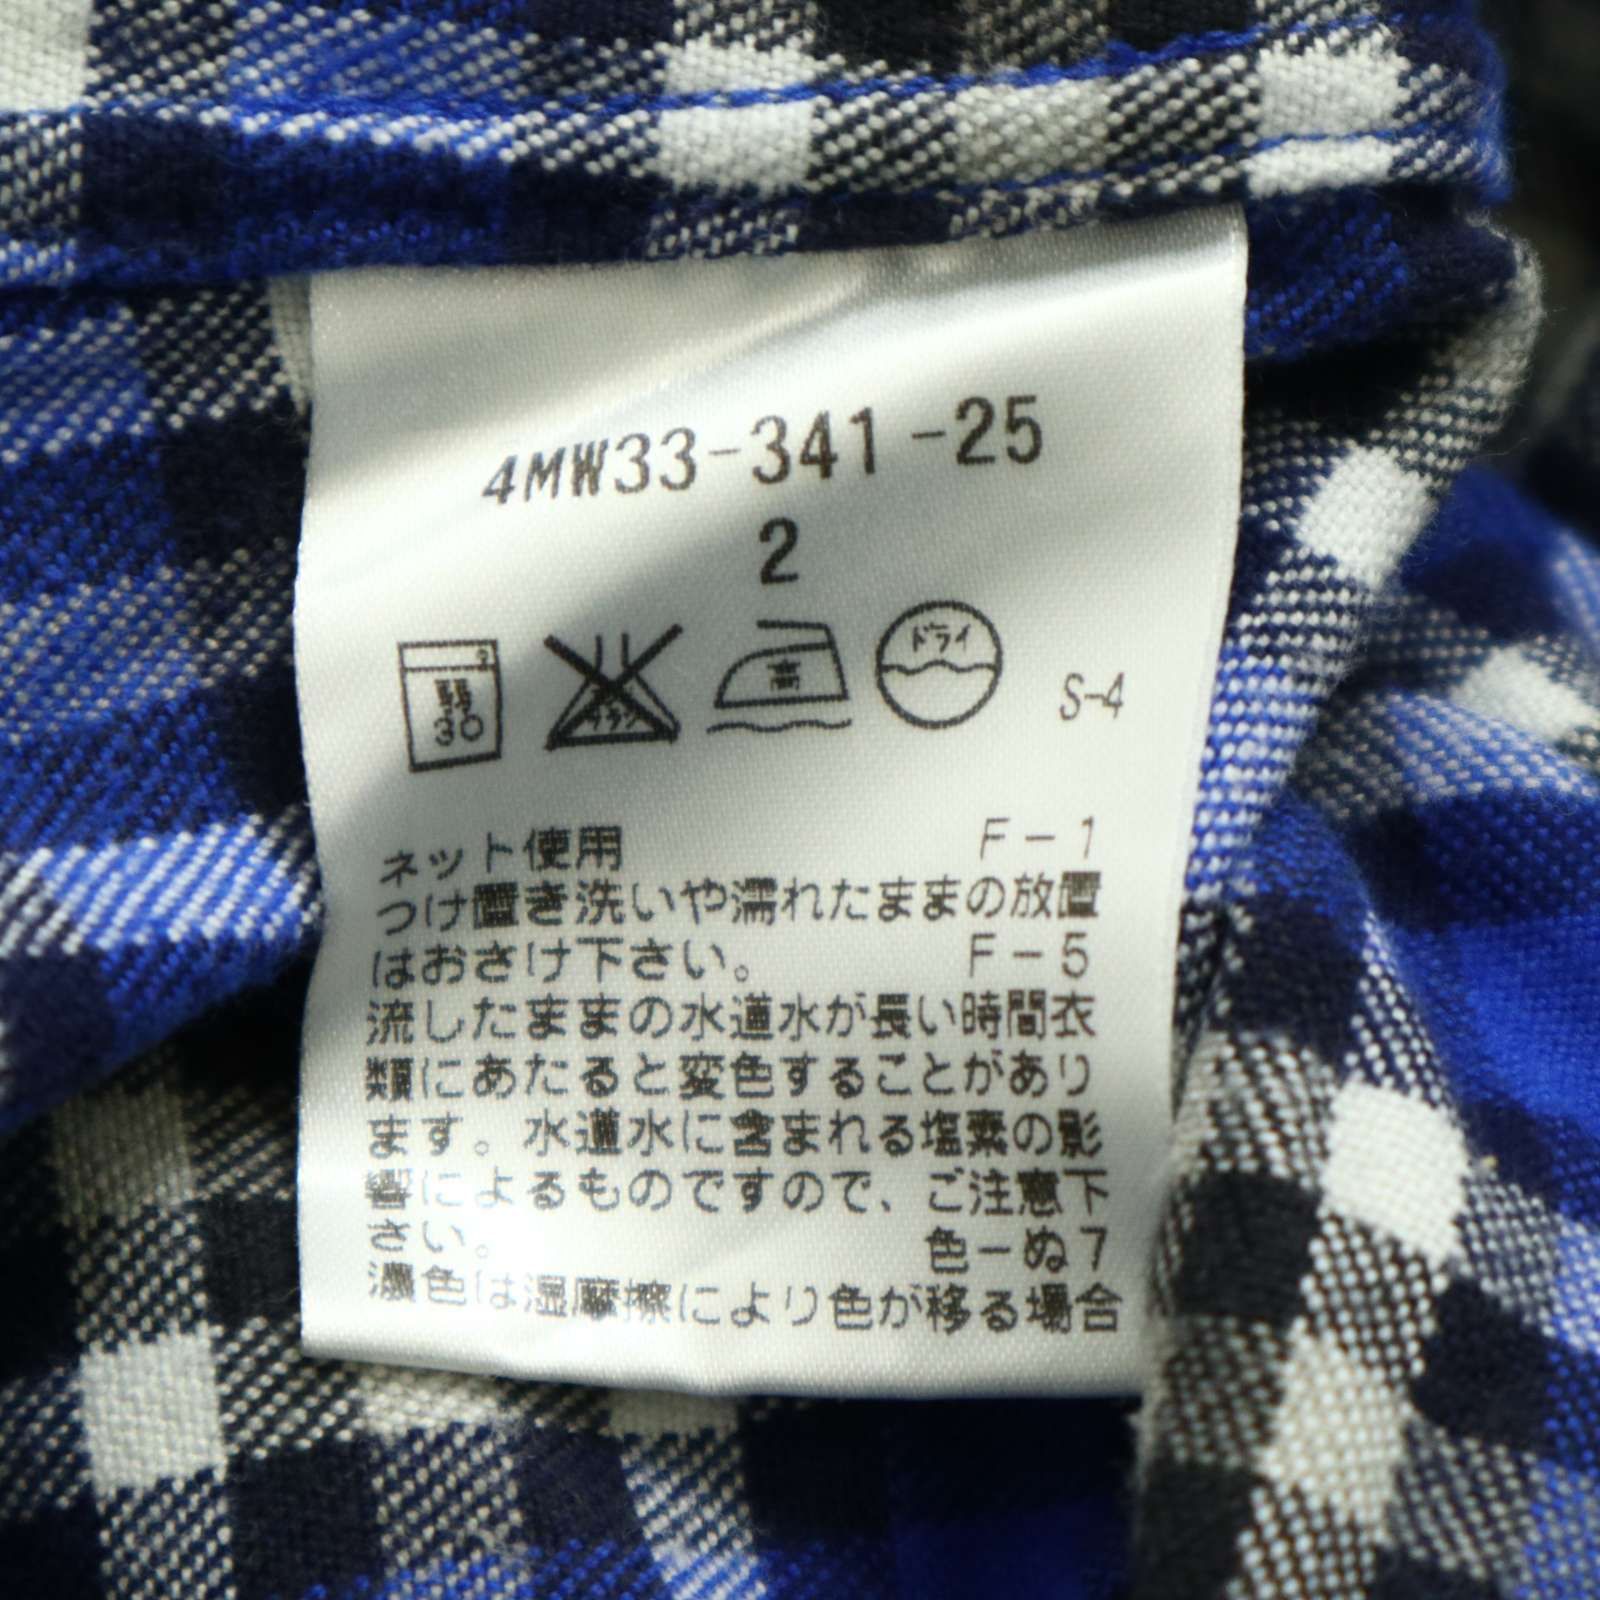 4MW33-341-25
2
弱
30
高
ドライ
S-4
ネット使用 F-1
つけ置き洗いや濡れたままの放置
はおさけ下さい。 F-5
流したままの水道水が長い時間衣
類にあたると変色することがあり
ます。水道水に含まれる塩素の影
響によるものですので、ご注意下
さい。 色-ぬ7
濃色は湿摩擦により色が移る場合